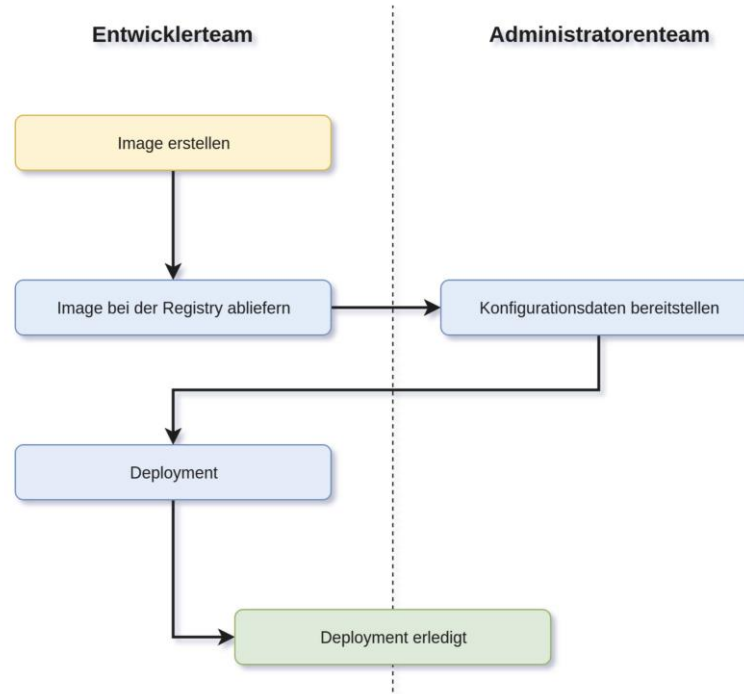 Entwicklerteam
Administratorenteam
Image erstellen
Image bei der Registry abliefern
Konfigurationsdaten bereitstellen
Deployment
Deployment erledigt